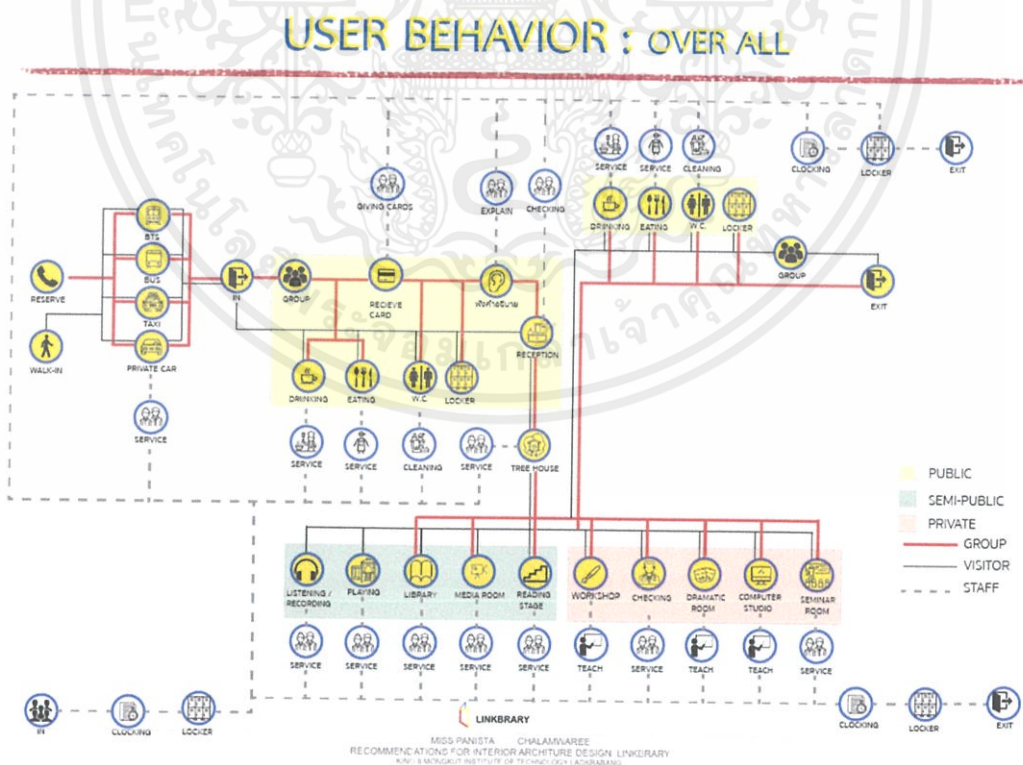 USER BEHAVIOR : OVER ALL
SERVICE
SERVICE
CLEANING
CLOCKING
LOCKER
EXIT
GIVING CARDS
EXPLAIN
CHECKING
DRINKING
EATING
W.C.
LOCKER
BTS
BUS
TAXI
PRIVATE CAR
SERVICE
RESERVE
WALK-IN
IN
GROUP
RECIEVE
CARD
ฟังคำอธิบาย
RECEPTION
GROUP
EXIT
DRINKING
EATING
W.C.
LOCKER
SERVICE
SERVICE
CLEANING
SERVICE
TREE HOUSE
PUBLIC
SEMI-PUBLIC
PRIVATE
GROUP
VISITOR
STAFF
LISTENING /
RECORDING
PLAYING
LIBRARY
MEDIA ROOM
READING
STAGE
WORKSHOP
CHECKING
DRAMATIC
ROOM
COMPUTER
STUDIO
SEMINAR
ROOM
SERVICE
SERVICE
SERVICE
SERVICE
SERVICE
TEACH
SERVICE
TEACH
TEACH
SERVICE
IN
CLOCKING
LOCKER
CLOCKING
LOCKER
EXIT
LINKBRARY
MISS PANISTA CHALAMWAREE
RECOMMENDATIONS FOR INTERIOR ARCHITURE DESIGN LINKBRARY